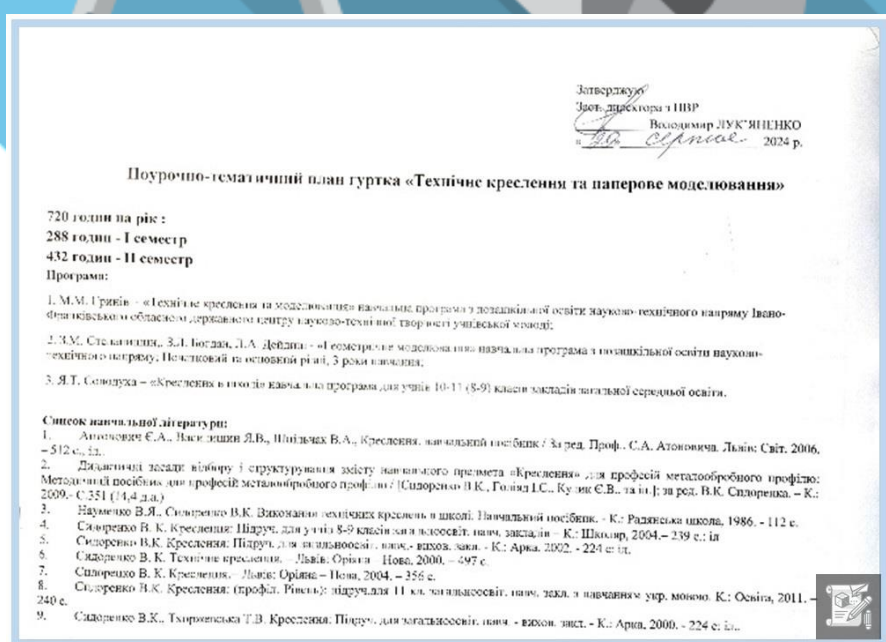 Затверджую
Заст. директора з НВР
Володимир ЛУК'ЯНЕНКО
« 30 серпня 2024 р.
Поурочно-тематичний план гуртка «Технічне креслення та паперове моделювання»
720 годин на рік :
288 годин - І семестр
432 годин - ІІ семестр
Програма:
1. М.М. Гринів - «Технічне креслення та моделювання» навчальна програма з позашкільної освіти науково-технічного напряму Івано-
Франківського обласного державного центру науково-технічної творчості учнівської молоді;
2. З.М. З.Л. Богдан, Л.А. Дейдиш - «Геометричне моделювання» навчальна програма з позашкільної освіти науково-
технічного напряму; Початковий та основний рівні, 3 роки навчання;
3. Я.Т. Солодуха – «Креслення в школі» навчальна програма для учнів 10-11 (8-9) класів закладів загальної середньої освіти.
Список навчальної літератури:
1. Антонович Є.А., Василишин Я.В., Шпільчак В.А., Креслення. навчальний посібник / За ред. Проф.. С.А. Атоновича. Львів: Світ. 2006.
– 512 с., іл..
2. Дидактичні засади відбору і структурування змісту навчального предмета «Креслення» для професій металообробного профілю:
Методичний посібник для професій металообробного профілю / [Сидоренко В.К., Голіяд І.С., Кулик Є.В.. та ін.]; за ред. В.К. Сидоренка. – К.:
2009.- С.351 (14,4 д.а.)
3. Науменко В.Я., Сидоренко В.К. Виконання технічних креслень в школі. Навчальний посібник. - К.: Радянська школа, 1986. - 112 с.
4. Сидоренко В. К. Креслення: Підруч. для учнів 8-9 класів загальноосвіт. навч. закладів – К.: Школяр, 2004.– 239 с.: іл
5. Сидоренко В.К. Креслення: Підруч. для загальноосвіт. навч.- вихов. закл. - К.: Арка. 2002. - 224 с: іл.
6. Сидоренко В. К. Технічне креслення. – Львів: Оріяна – Нова. 2000. – 497 с.
7. Сидоренко В. К. Креслення.– Львів: Оріяна – Нова, 2004. – 356 с.
8. Сидоренко В.К. Креслення: (профіл. Рівень): підруч.для 11 кл. загальноосвіт. навч. закл. з навчанням укр. мовою. К.: Освіта, 2011. –
240 с.
9. Сидоренко В.К., Тхоржевська Т.В. Креслення: Підруч. для загальноосвіт. навч. - вихов. закл. - К.: Арка. 2000. - 224 с: іл..